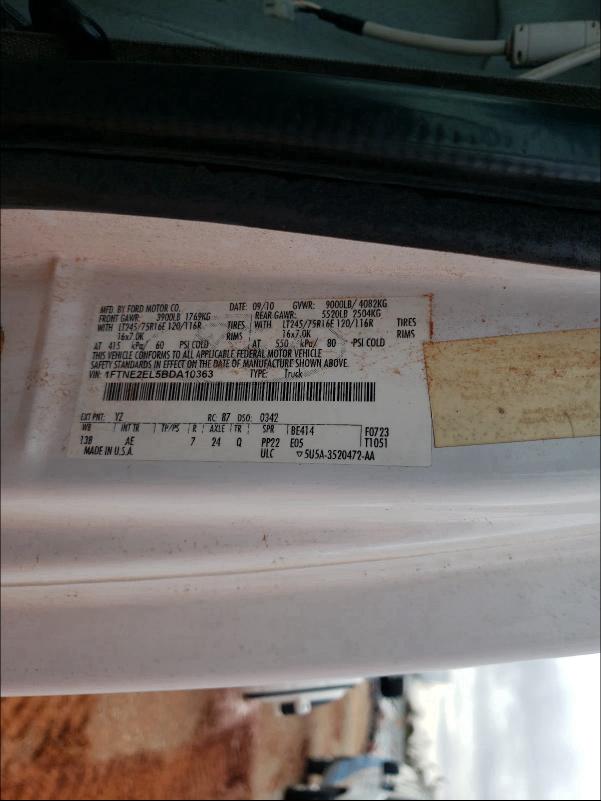 MFD. BY FORD MOTOR CO. DATE: 09/10 GVWR: 9000LB/ 4082KG
FRONT GAWR: 3900LB 1769KG REAR GAWR: 5520LB 2504KG
WITH LT245/75R16E 120/116R TIRES WITH LT245/75R16E 120/116R TIRES
16x7.0K RIMS 16x7.0K RIMS
AT 415 kPa/ 60 PSI COLD AT 550 kPa/ 80 PSI COLD
THIS VEHICLE CONFORMS TO ALL APPLICABLE FEDERAL MOTOR VEHICLE
SAFETY STANDARDS IN EFFECT ON THE DATE OF MANUFACTURE SHOWN ABOVE.
VIN: 1FTNE2EL5BDA10363 TYPE: Truck
EXT PNT: YZ RC: 87 DSO: 0342
WB INT TR TP/PS R AXLE TR SPR BE414 F0723
138 AE 7 24 Q PP22 E05 T1051
MADE IN U.S.A. ULC ▽5U5A-3520472-AA